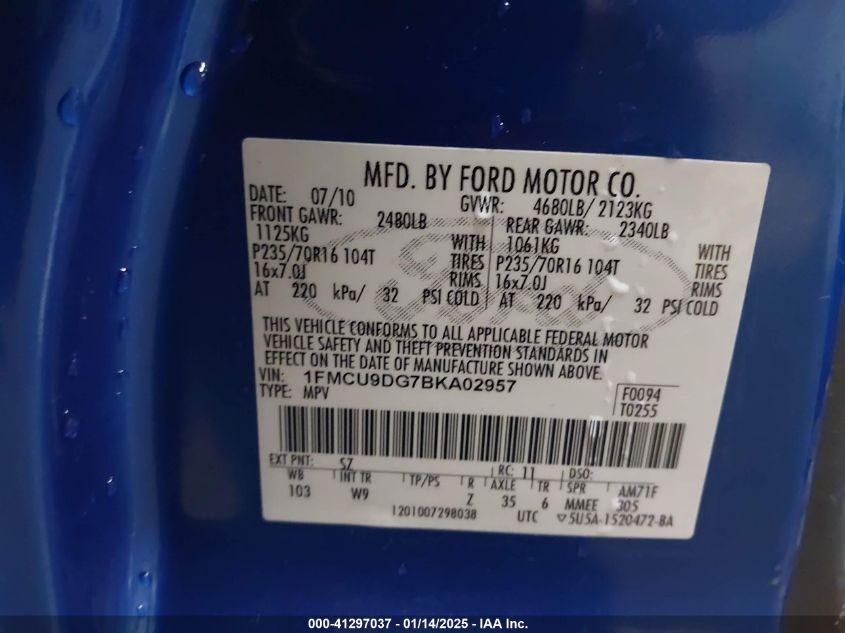 MFD. BY FORD MOTOR CO.
DATE: 07/10 GVWR: 4680LB/ 2123KG
FRONT GAWR: 2480LB REAR GAWR: 2340LB
1125KG WITH 1061KG WITH
P235/70R16 104T TIRES P235/70R16 104T TIRES
16x7.0J RIMS 16x7.0J RIMS
AT 220 kPa/ 32 PSI COLD AT 220 kPa/ 32 PSI COLD
Ford
THIS VEHICLE CONFORMS TO ALL APPLICABLE FEDERAL MOTOR
VEHICLE SAFETY AND THEFT PREVENTION STANDARDS IN
EFFECT ON THE DATE OF MANUFACTURE SHOWN ABOVE.
VIN: 1FMCU9DG7BKA02957 F0094
TYPE: MPV T0255
EXT PNT: SZ RC: 11 DSO:
WB INT TR TP/PS R AXLE TR SPR AM71F
103 W9 Z 35 6 MMEE 305
1201007298038 UTC ▽5U5A-1520472-BA
000-41297037 - 01/14/2025 - IAA Inc.